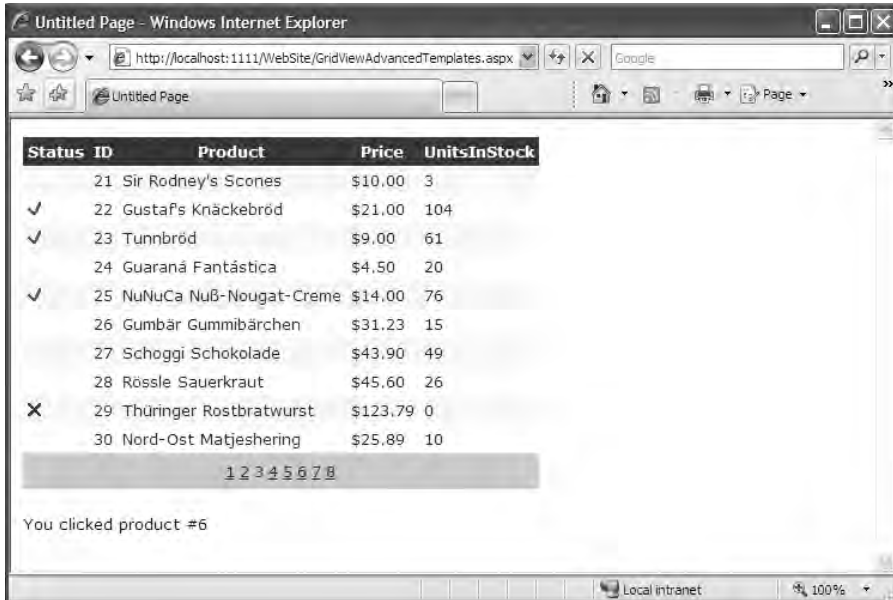 Untitled Page - Windows Internet Explorer
http://localhost:1111/WebSite/GridViewAdvancedTemplates.aspx
Google
Untitled Page
Page
Status ID Product Price UnitsInStock
21 Sir Rodney's Scones $10.00 3
22 Gustaf's Knäckebröd $21.00 104
23 Tunnbröd $9.00 61
24 Guaraná Fantástica $4.50 20
25 NuNuCa Nuß-Nougat-Creme $14.00 76
26 Gumbär Gummibärchen $31.23 15
27 Schoggi Schokolade $43.90 49
28 Rössle Sauerkraut $45.60 26
29 Thüringer Rostbratwurst $123.79 0
30 Nord-Ost Matjeshering $25.89 10
1 2 3 4 5 6 7 8
You clicked product #6
Local intranet
100%